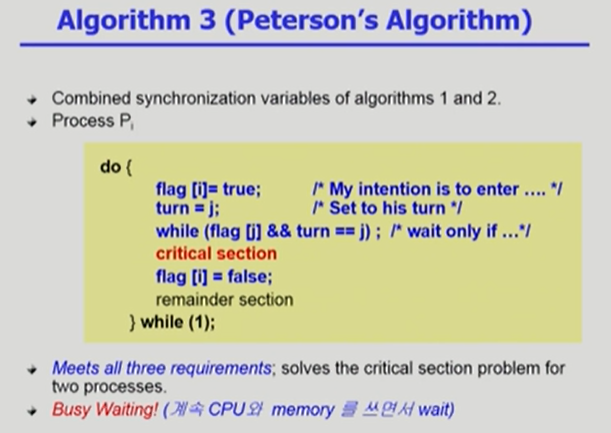 Algorithm 3 (Peterson's Algorithm)
Combined synchronization variables of algorithms 1 and 2.
Process Pi
do {
flag [i]= true; /* My intention is to enter .... */
turn = j; /* Set to his turn */
while (flag [j] && turn == j) ; /* wait only if ...*/
critical section
flag [i] = false;
remainder section
} while (1);
Meets all three requirements; solves the critical section problem for
two processes.
Busy Waiting! (계속 CPU와 memory 를 쓰면서 wait)